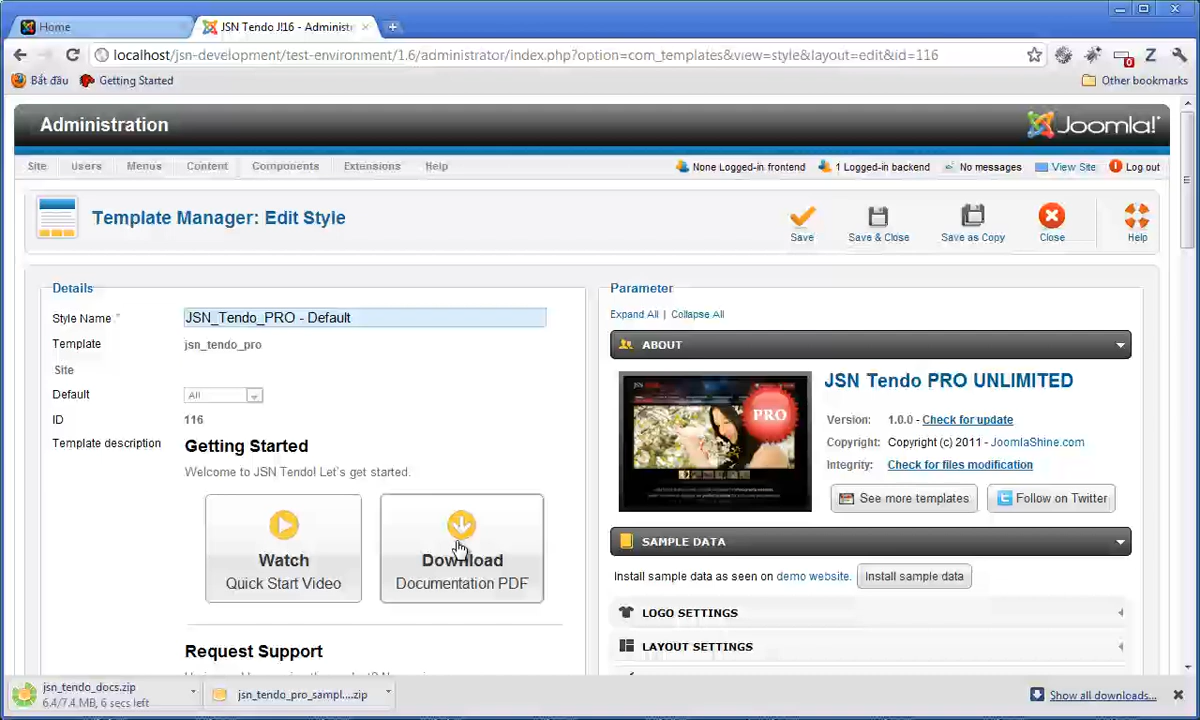 Home
JSN Tendo J!16 - Administr
localhost/jsn-development/test-environment/1.6/administrator/index.php?option=com_templates&view=style&layout=edit&id=116
0
Z
Bắt đầu
Getting Started
Other bookmarks
Administration
Joomla!
Site
Users
Menus
Content
Components
Extensions
Help
None Logged-in frontend
1 Logged-in backend
No messages
View Site
Log out
Template Manager: Edit Style
Save
Save & Close
Save as Copy
Close
Help
Details
Style Name *
JSN_Tendo_PRO - Default
Template
jsn_tendo_pro
Site
Default
All
ID
116
Template description
Getting Started
Welcome to JSN Tendo! Let`s get started.
Watch
Quick Start Video
Download
Documentation PDF
Request Support
Parameter
Expand All | Collapse All
ABOUT
PRO
JSN Tendo PRO UNLIMITED
Version: 1.0.0 - Check for update
Copyright: Copyright (c) 2011 - JoomlaShine.com
Integrity: Check for files modification
See more templates
Follow on Twitter
SAMPLE DATA
Install sample data as seen on demo website.
Install sample data
LOGO SETTINGS
LAYOUT SETTINGS
jsn_tendo_docs.zip
6.4/7.4 MB, 6 secs left
jsn_tendo_pro_sampl....zip
Show all downloads...